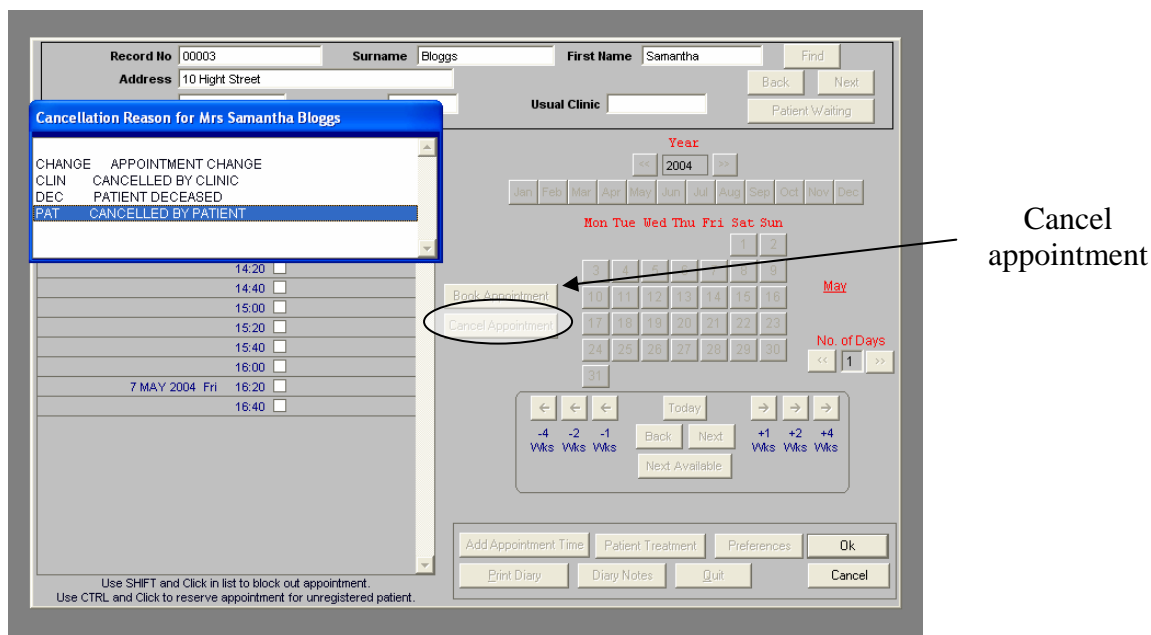 Record No 00003 Surname Bloggs First Name Samantha Find
Address 10 Hight Street Back Next
Usual Clinic Patient Waiting
Cancellation Reason for Mrs Samantha Bloggs
CHANGE APPOINTMENT CHANGE
CLIN CANCELLED BY CLINIC
DEC PATIENT DECEASED
PAT CANCELLED BY PATIENT
14:20
14:40
15:00
15:20
15:40
16:00
7 MAY 2004 Fri 16:20
16:40
Use SHIFT and Click in list to block out appointment.
Use CTRL and Click to reserve appointment for unregistered patient.
Book Appointment
Cancel Appointment
Year
<< 2004 >>
Jan Feb Mar Apr May Jun Jul Aug Sep Oct Nov Dec
Mon Tue Wed Thu Fri Sat Sun
1 2
3 4 5 6 7 8 9
10 11 12 13 14 15 16
17 18 19 20 21 22 23
24 25 26 27 28 29 30
31
May
No. of Days
<< 1 >>
Today
-4 -2 -1 Back Next +1 +2 +4
Wks Wks Wks Wks Wks Wks
Next Available
Add Appointment Time Patient Treatment Preferences Ok
Print Diary Diary Notes Quit Cancel
Cancel
appointment